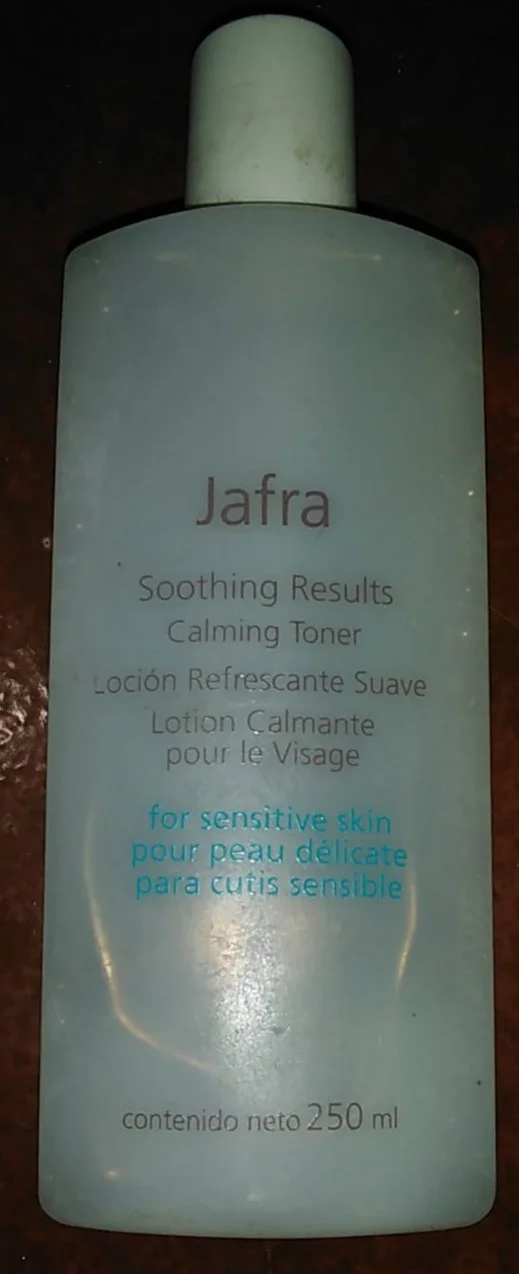 Jafra
Soothing Results
Calming Toner
Loción Refrescante Suave
Lotion Calmante
pour le Visage
for sensitive skin
pour peau délicate
para cutis sensible
contenido neto 250 ml